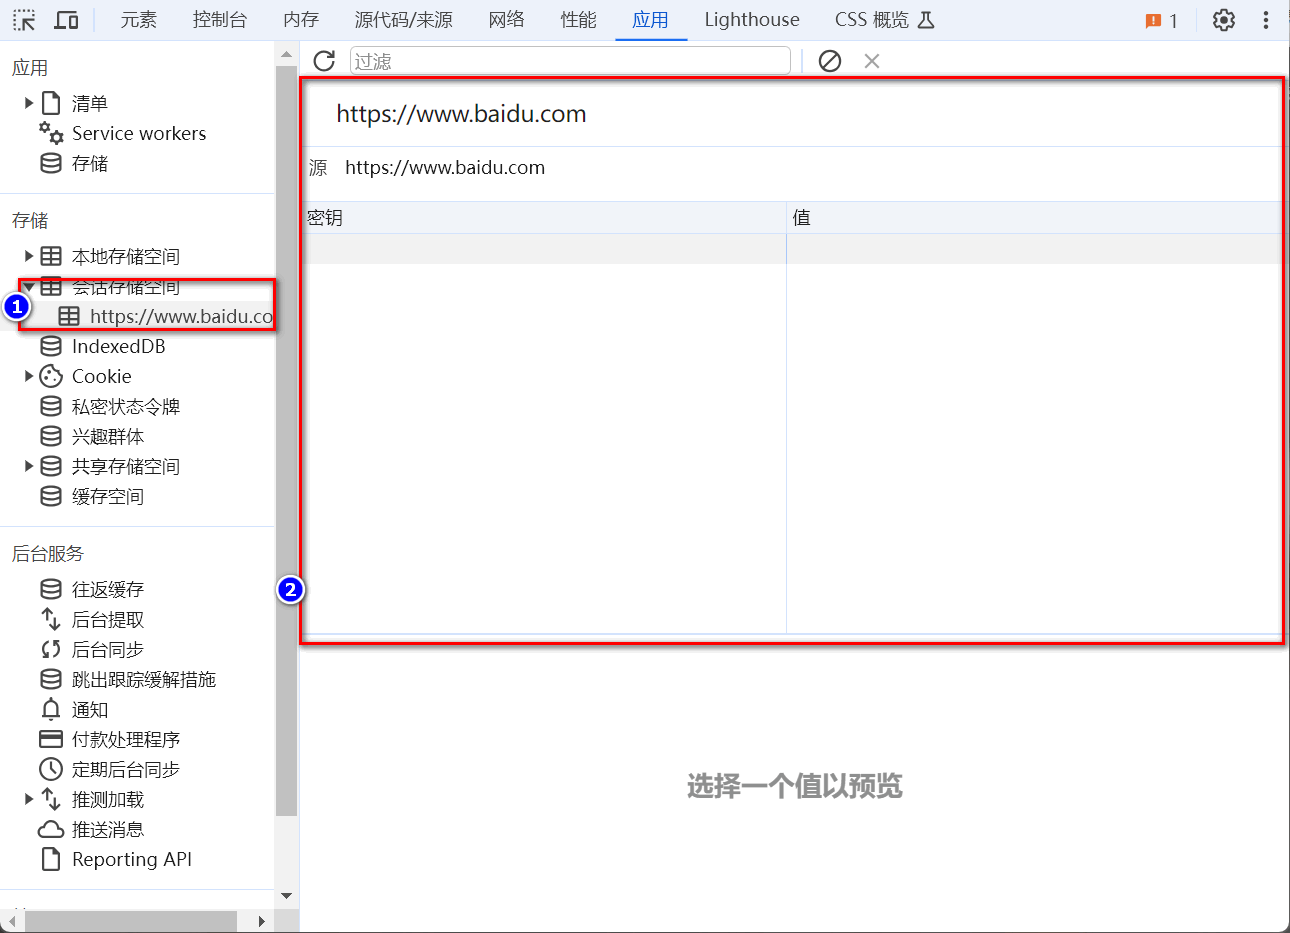 元素 控制台 内存 源代码/来源 网络 性能 应用 Lighthouse CSS 概览 1
过滤
应用
清单
Service workers
存储
存储
本地存储空间
会话存储空间
1
https://www.baidu.co
IndexedDB
Cookie
私密状态令牌
兴趣群体
共享存储空间
缓存空间
后台服务
往返缓存
后台提取
后台同步
跳出跟踪缓解措施
通知
付款处理程序
定期后台同步
推测加载
推送消息
Reporting API
https://www.baidu.com
源 https://www.baidu.com
密钥 值
2
选择一个值以预览